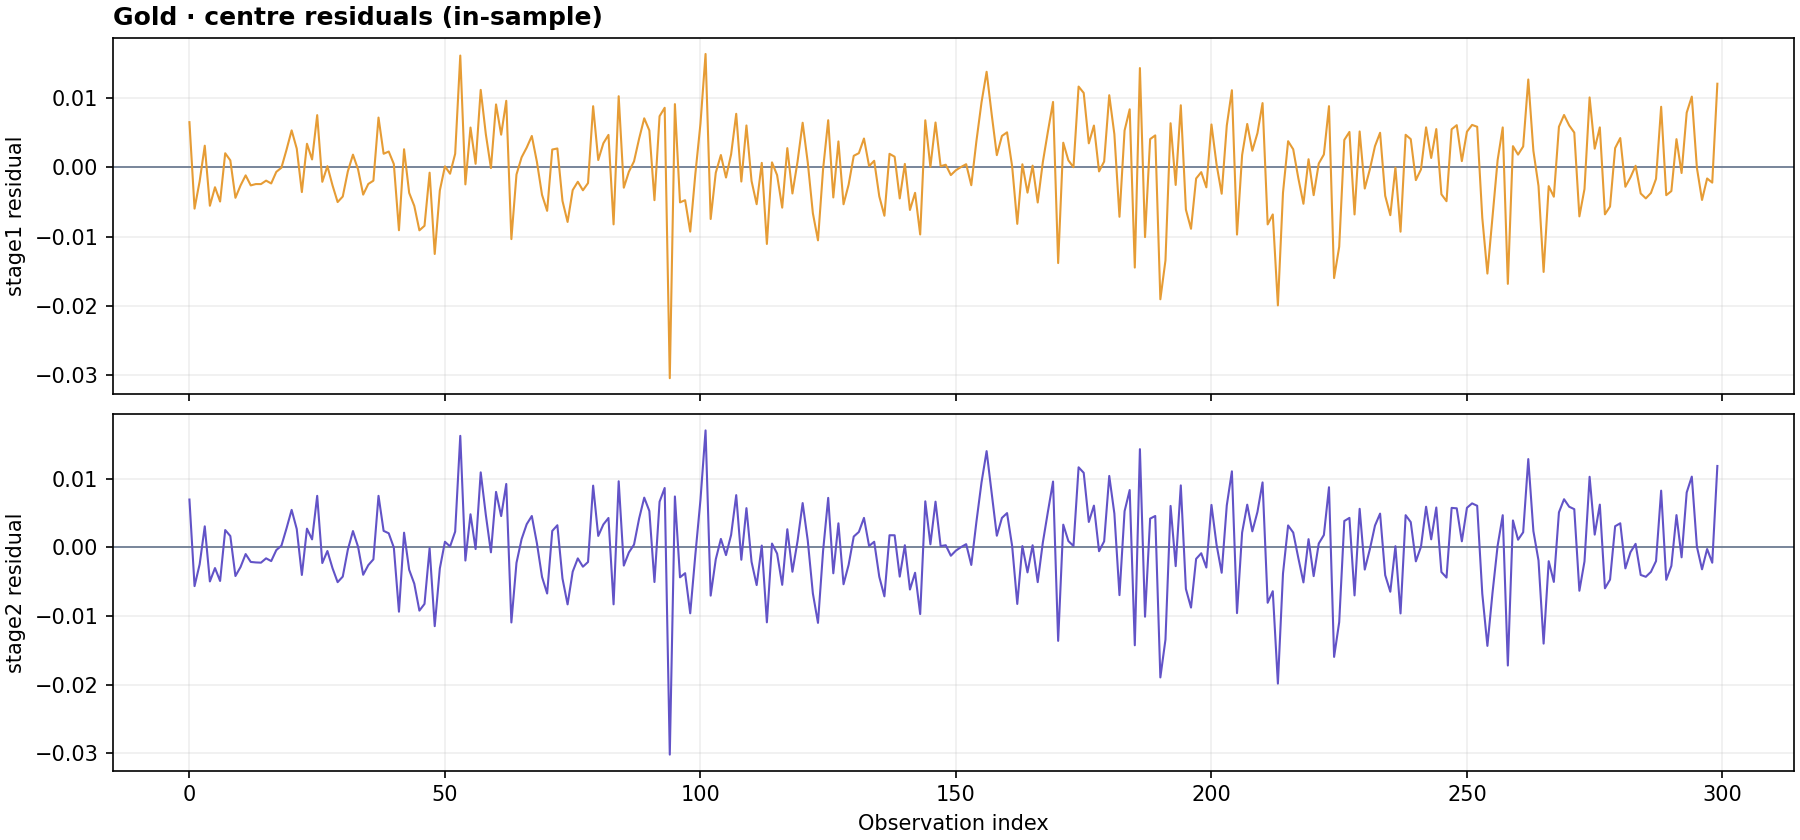 Gold · centre residuals (in-sample)
stage1 residual
0.01
0.00
−0.01
−0.02
−0.03
stage2 residual
0.01
0.00
−0.01
−0.02
−0.03
0 50 100 150 200 250 300
Observation index